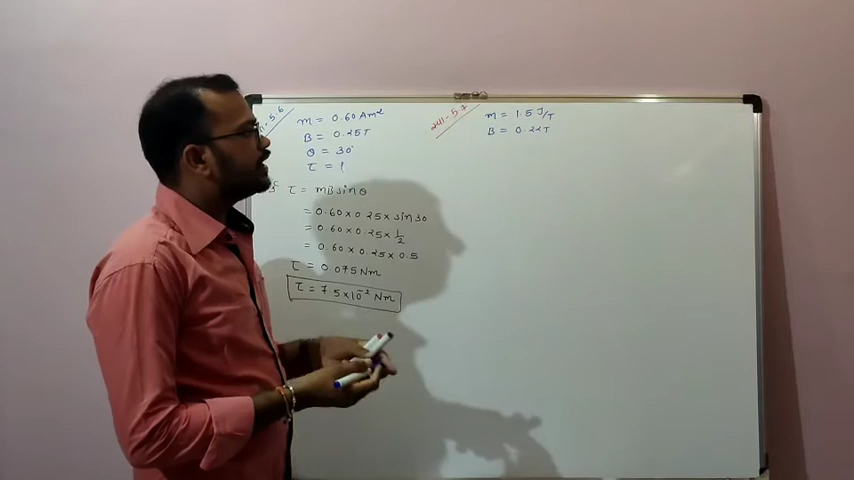 5.6
m = 0.60 Am²
B = 0.25T
θ = 30°
τ = ?
τ = mB sinθ
= 0.60 x 0.25 x sin30
= 0.60 x 0.25 x 1/2
= 0.60 x 0.25 x 0.5
τ = 0.075 Nm
τ = 7.5 x 10⁻² Nm
5.7
m = 1.5 J/T
B = 0.22T